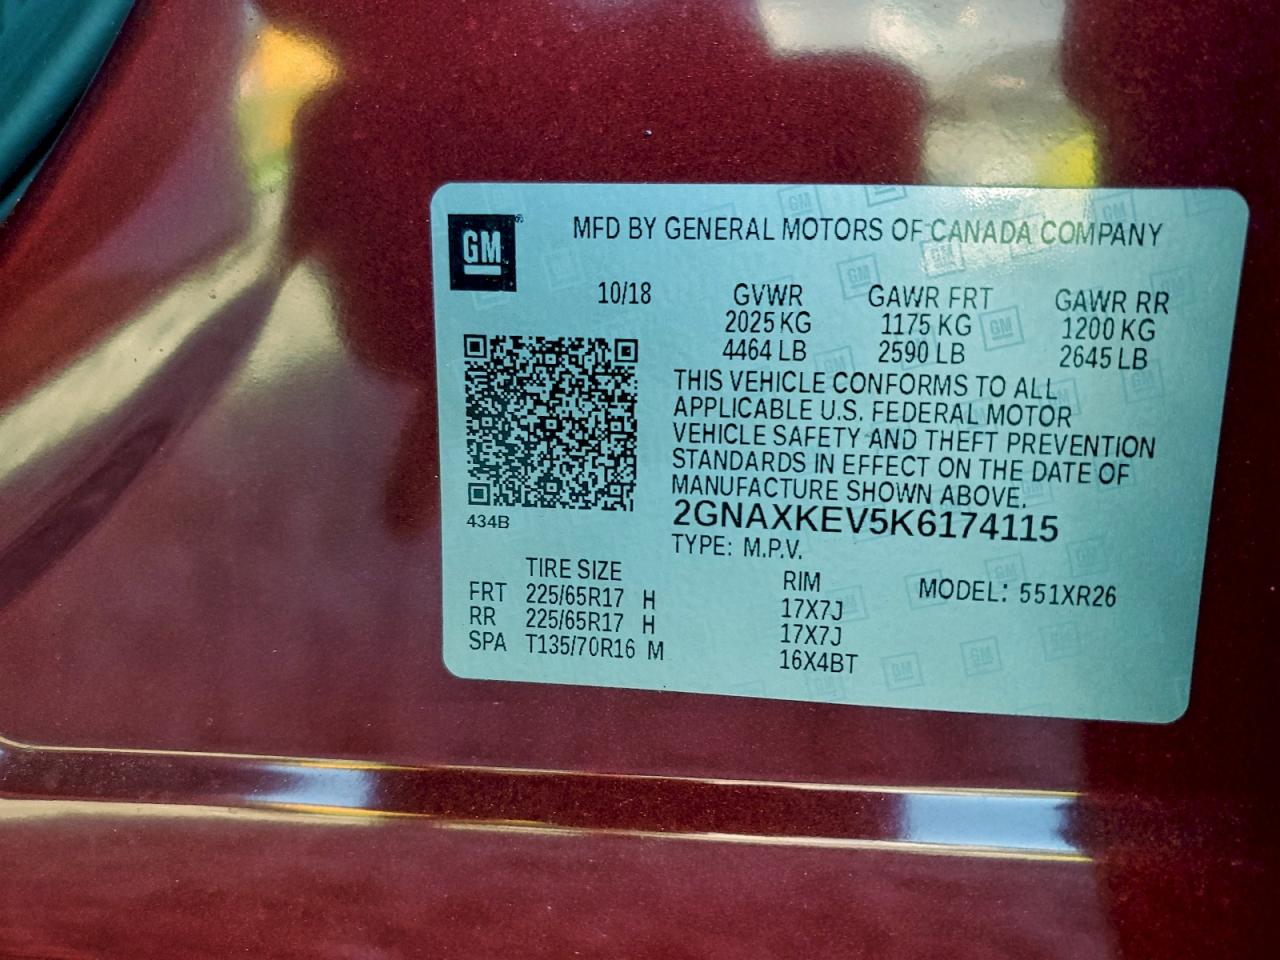 GM®
MFD BY GENERAL MOTORS OF CANADA COMPANY
10/18 GVWR GAWR FRT GAWR RR
2025 KG 1175 KG 1200 KG
4464 LB 2590 LB 2645 LB
THIS VEHICLE CONFORMS TO ALL
APPLICABLE U.S. FEDERAL MOTOR
VEHICLE SAFETY AND THEFT PREVENTION
STANDARDS IN EFFECT ON THE DATE OF
MANUFACTURE SHOWN ABOVE.
434B
2GNAXKEV5K6174115
TYPE: M.P.V.
TIRE SIZE RIM MODEL: 551XR26
FRT 225/65R17 H 17X7J
RR 225/65R17 H 17X7J
SPA T135/70R16 M 16X4BT